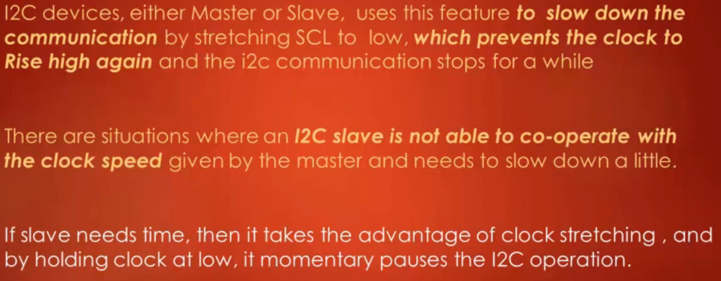 I2C devices, either Master or Slave, uses this feature to slow down the
communication by stretching SCL to low, which prevents the clock to
Rise high again and the i2c communication stops for a while
There are situations where an I2C slave is not able to co-operate with
the clock speed given by the master and needs to slow down a little.
If slave needs time, then it takes the advantage of clock stretching , and
by holding clock at low, it momentary pauses the I2C operation.